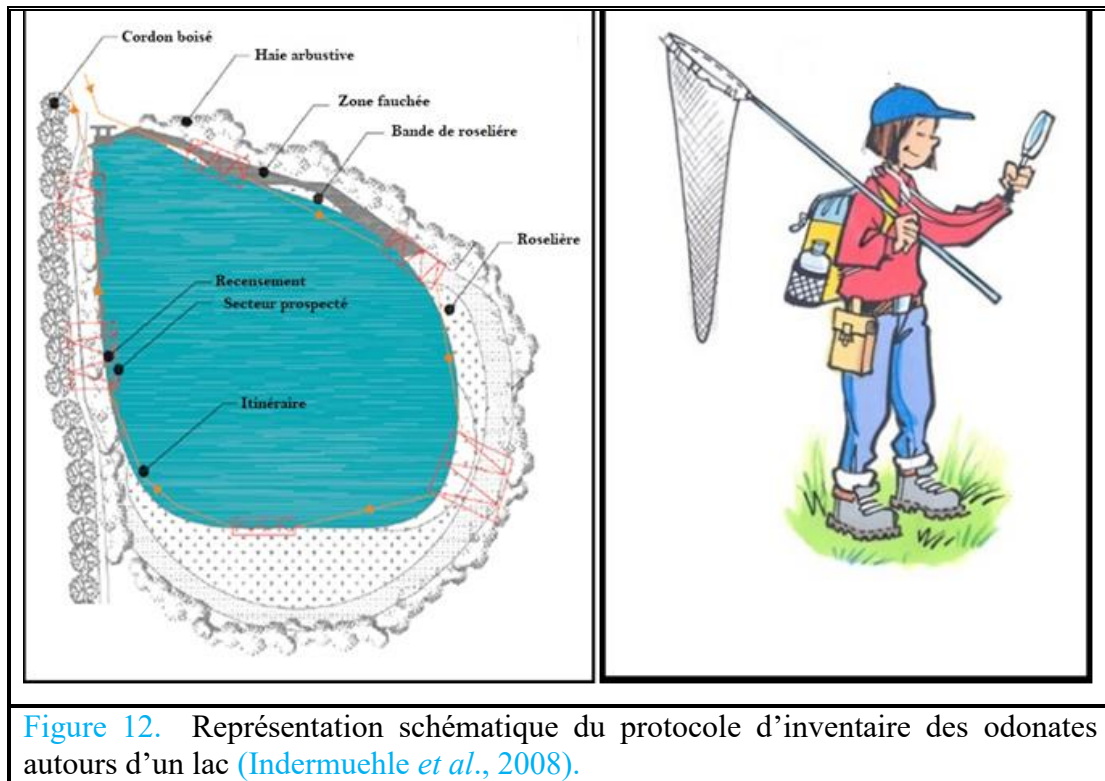 Cordon boisé
Haie arbustive
Zone fauchée
Bande de roseliére
Roselière
Recensement
Secteur prospecté
Itinéraire
Figure 12. Représentation schématique du protocole d’inventaire des odonates
autours d’un lac (Indermuehle et al., 2008).